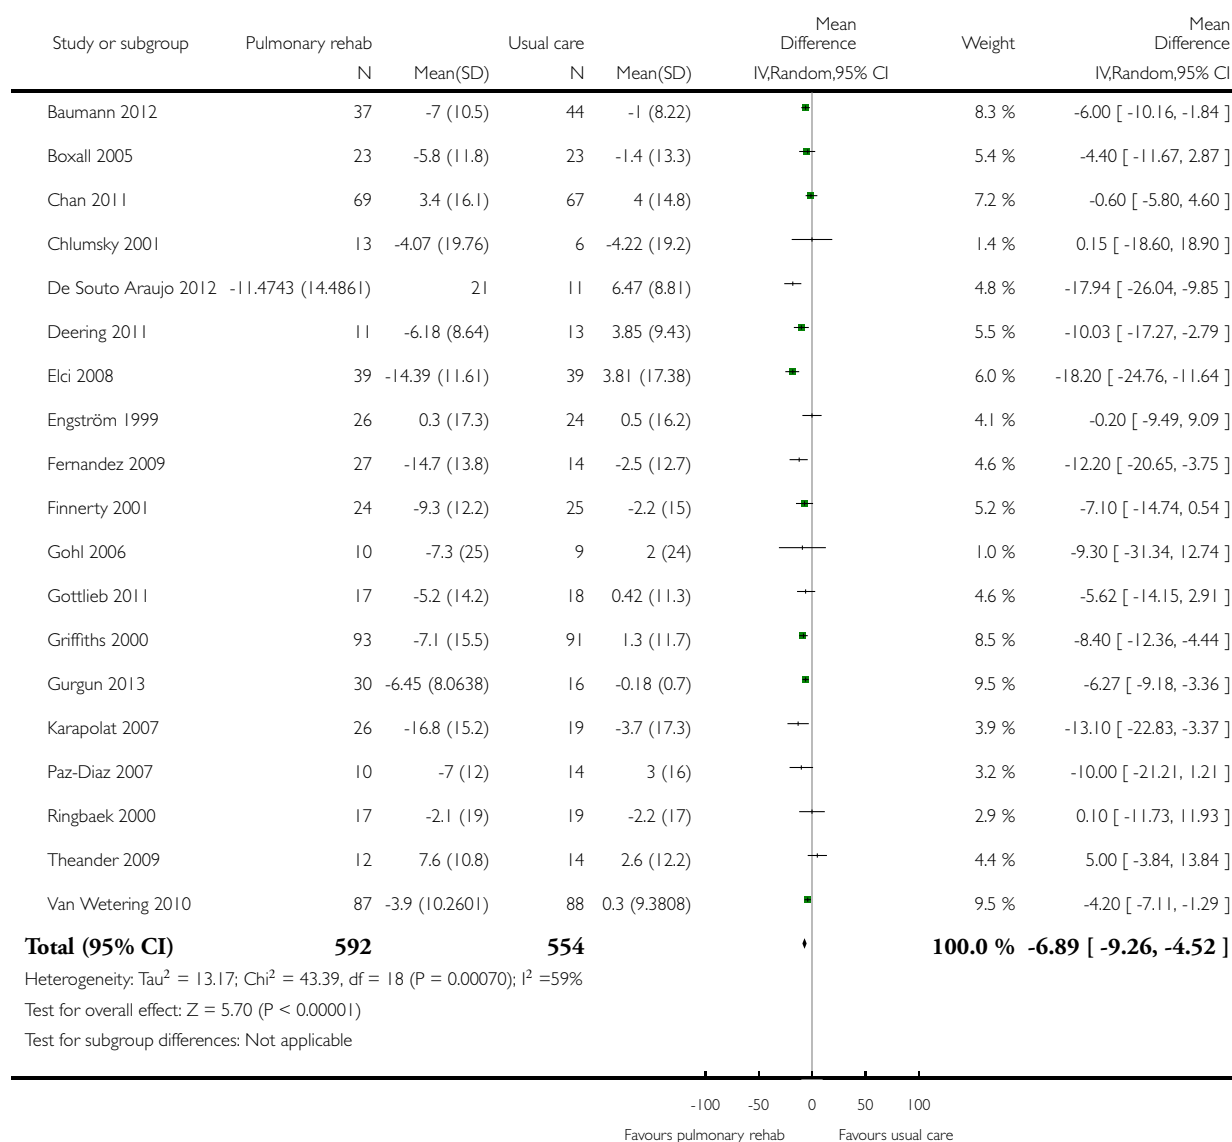 Mean Mean
Study or subgroup Pulmonary rehab Usual care Difference Weight Difference
N Mean(SD) N Mean(SD) IV,Random,95% CI IV,Random,95% CI
Baumann 2012 37 -7 (10.5) 44 -1 (8.22) 8.3 % -6.00 [ -10.16, -1.84 ]
Boxall 2005 23 -5.8 (11.8) 23 -1.4 (13.3) 5.4 % -4.40 [ -11.67, 2.87 ]
Chan 2011 69 3.4 (16.1) 67 4 (14.8) 7.2 % -0.60 [ -5.80, 4.60 ]
Chlumsky 2001 13 -4.07 (19.76) 6 -4.22 (19.2) 1.4 % 0.15 [ -18.60, 18.90 ]
De Souto Araujo 2012 -11.4743 (14.4861) 21 11 6.47 (8.81) 4.8 % -17.94 [ -26.04, -9.85 ]
Deering 2011 11 -6.18 (8.64) 13 3.85 (9.43) 5.5 % -10.03 [ -17.27, -2.79 ]
Elci 2008 39 -14.39 (11.61) 39 3.81 (17.38) 6.0 % -18.20 [ -24.76, -11.64 ]
Engström 1999 26 0.3 (17.3) 24 0.5 (16.2) 4.1 % -0.20 [ -9.49, 9.09 ]
Fernandez 2009 27 -14.7 (13.8) 14 -2.5 (12.7) 4.6 % -12.20 [ -20.65, -3.75 ]
Finnerty 2001 24 -9.3 (12.2) 25 -2.2 (15) 5.2 % -7.10 [ -14.74, 0.54 ]
Gohl 2006 10 -7.3 (25) 9 2 (24) 1.0 % -9.30 [ -31.34, 12.74 ]
Gottlieb 2011 17 -5.2 (14.2) 18 0.42 (11.3) 4.6 % -5.62 [ -14.15, 2.91 ]
Griffiths 2000 93 -7.1 (15.5) 91 1.3 (11.7) 8.5 % -8.40 [ -12.36, -4.44 ]
Gurgun 2013 30 -6.45 (8.0638) 16 -0.18 (0.7) 9.5 % -6.27 [ -9.18, -3.36 ]
Karapolat 2007 26 -16.8 (15.2) 19 -3.7 (17.3) 3.9 % -13.10 [ -22.83, -3.37 ]
Paz-Diaz 2007 10 -7 (12) 14 3 (16) 3.2 % -10.00 [ -21.21, 1.21 ]
Ringbaek 2000 17 -2.1 (19) 19 -2.2 (17) 2.9 % 0.10 [ -11.73, 11.93 ]
Theander 2009 12 7.6 (10.8) 14 2.6 (12.2) 4.4 % 5.00 [ -3.84, 13.84 ]
Van Wetering 2010 87 -3.9 (10.2601) 88 0.3 (9.3808) 9.5 % -4.20 [ -7.11, -1.29 ]
Total (95% CI) 592 554 100.0 % -6.89 [ -9.26, -4.52 ]
Heterogeneity: Tau² = 13.17; Chi² = 43.39, df = 18 (P = 0.00070); I² =59%
Test for overall effect: Z = 5.70 (P < 0.00001)
Test for subgroup differences: Not applicable
-100 -50 0 50 100
Favours pulmonary rehab Favours usual care